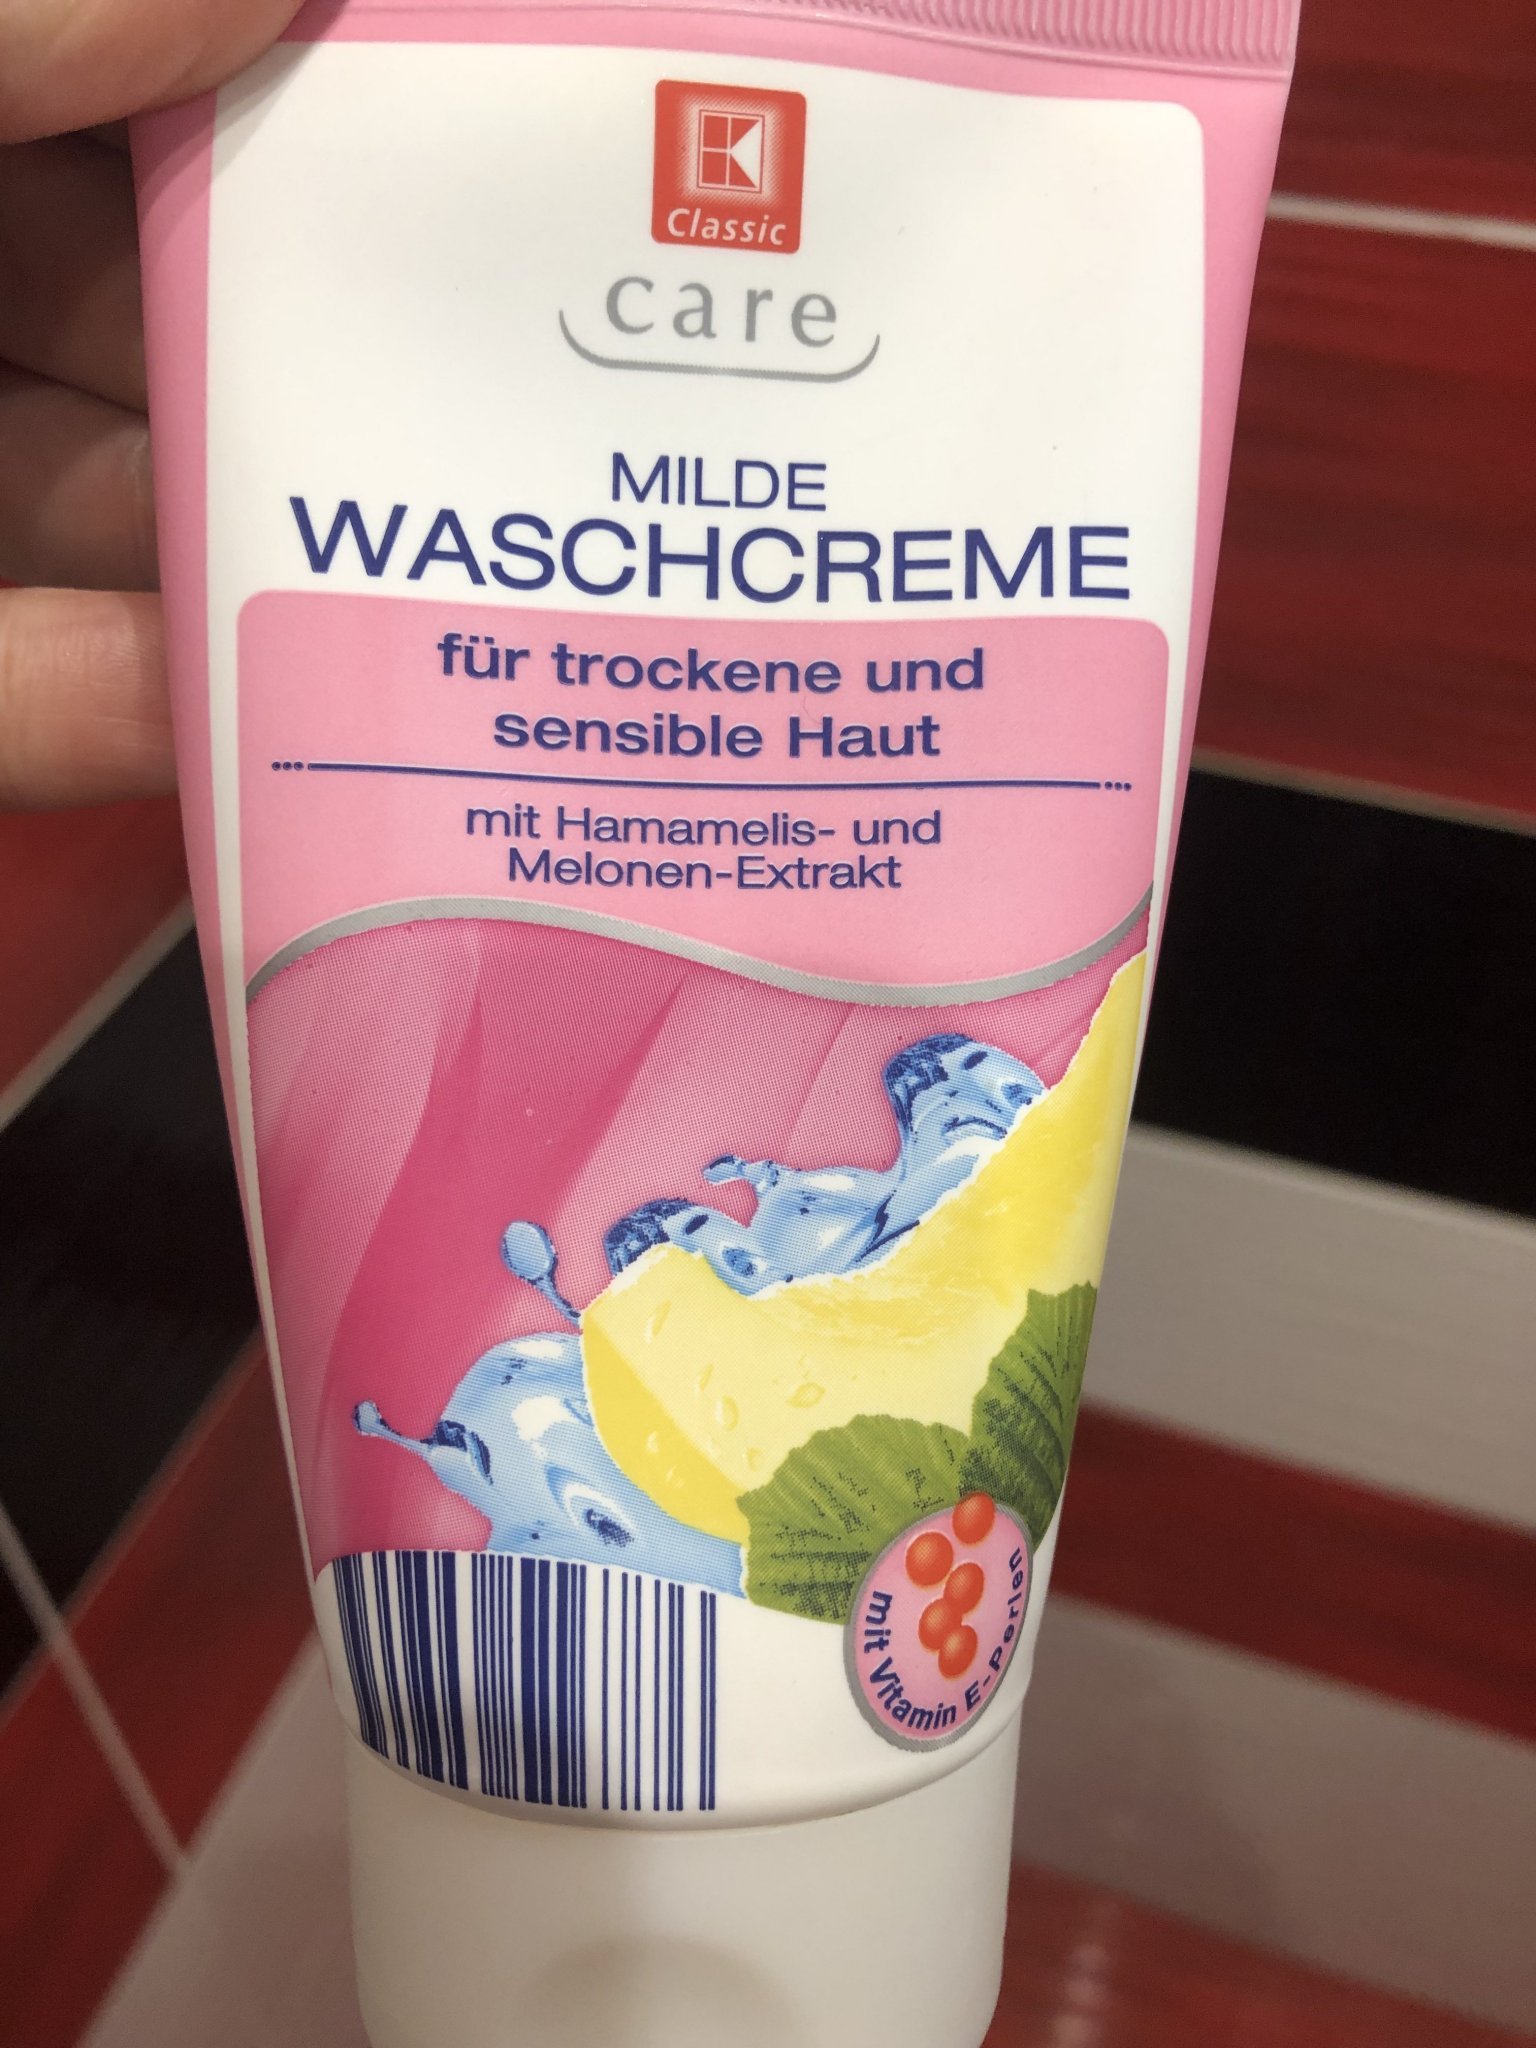 K
Classic
care
MILDE
WASCHCREME
für trockene und
sensible Haut
mit Hamamelis- und
Melonen-Extrakt
mit Vitamin E-Perlen